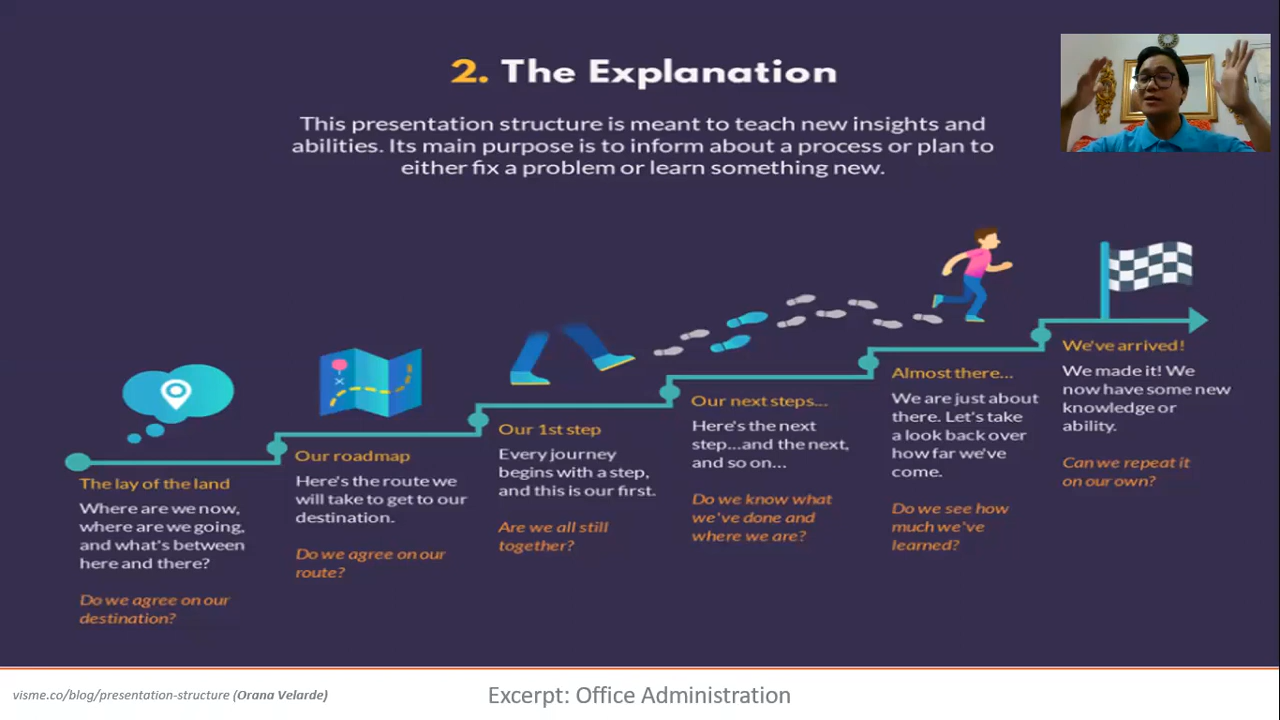 2. The Explanation
This presentation structure is meant to teach new insights and
abilities. Its main purpose is to inform about a process or plan to
either fix a problem or learn something new.
The lay of the land
Where are we now,
where are we going,
and what's between
here and there?
Do we agree on our
destination?
Our roadmap
Here's the route we
will take to get to our
destination.
Do we agree on our
route?
Our 1st step
Every journey
begins with a step,
and this is our first.
Are we all still
together?
Our next steps...
Here's the next
step...and the next,
and so on...
Do we know what
we've done and
where we are?
Almost there...
We are just about
there. Let's take
a look back over
how far we've
come.
Do we see how
much we've
learned?
We've arrived!
We made it! We
now have some new
knowledge or
ability.
Can we repeat it
on our own?
visme.co/blog/presentation-structure (Orana Velarde)
Excerpt: Office Administration